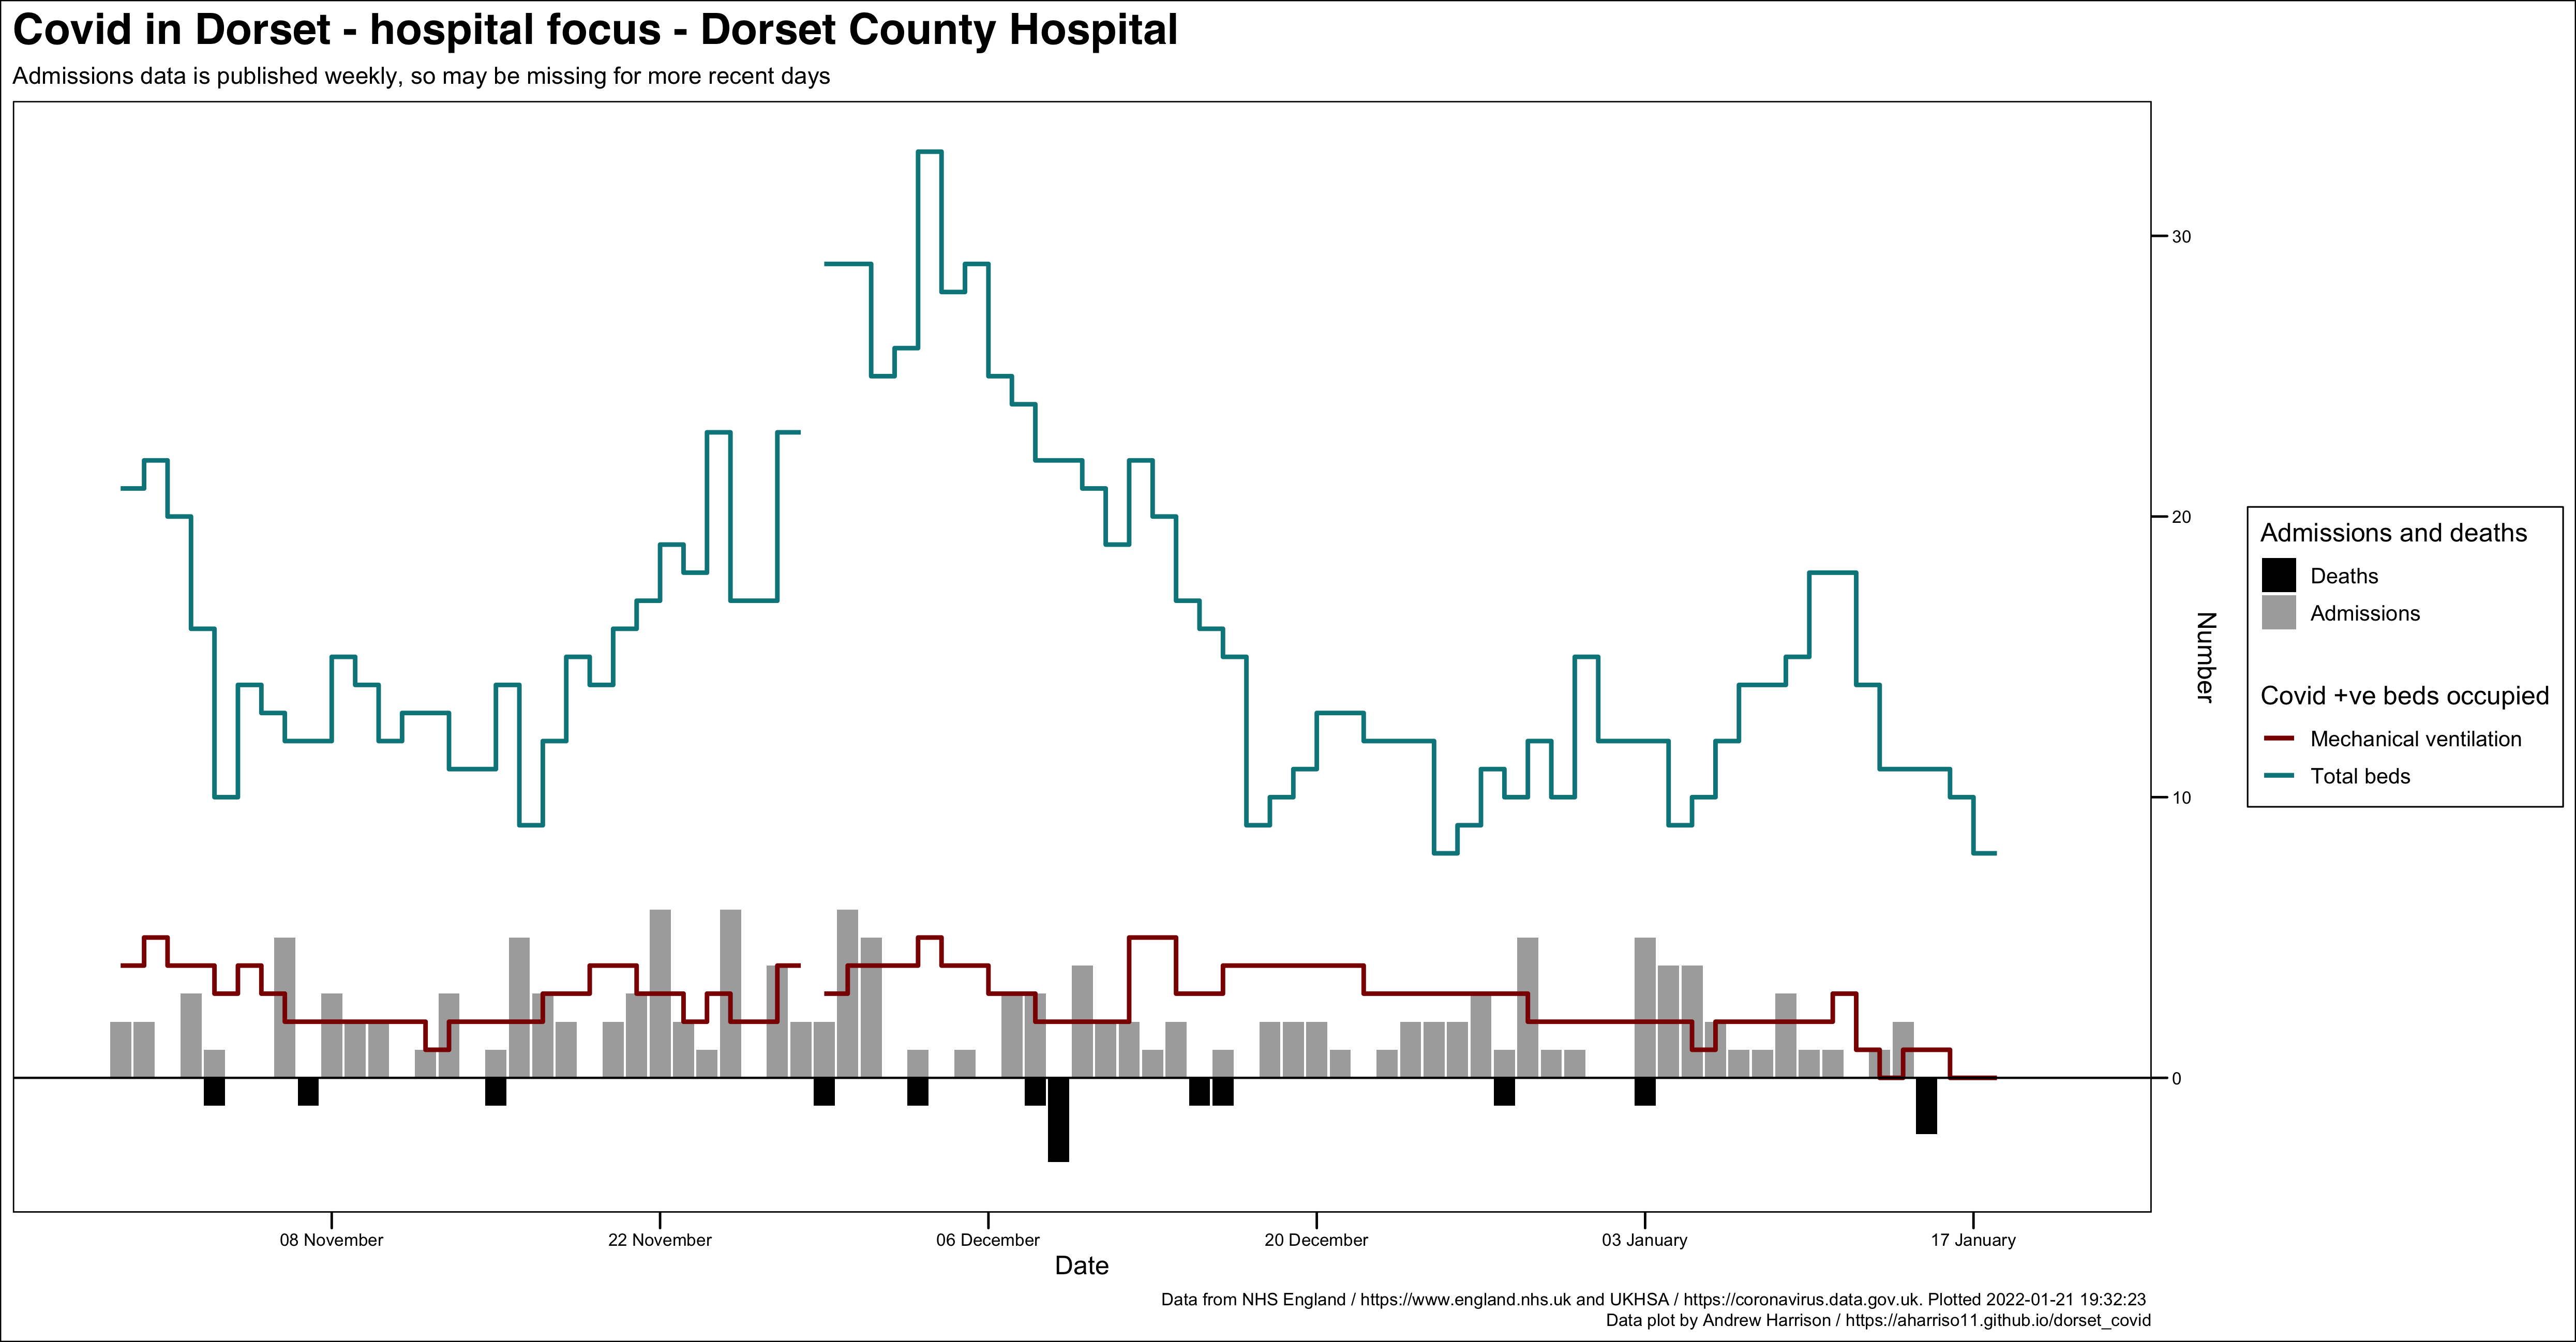 Covid in Dorset - hospital focus - Dorset County Hospital
Admissions data is published weekly, so may be missing for more recent days
30
20
10
0
Number
Admissions and deaths
Deaths
Admissions
Covid +ve beds occupied
Mechanical ventilation
Total beds
08 November
22 November
06 December
20 December
03 January
17 January
Date
Data from NHS England / https://www.england.nhs.uk and UKHSA / https://coronavirus.data.gov.uk. Plotted 2022-01-21 19:32:23
Data plot by Andrew Harrison / https://aharriso11.github.io/dorset_covid